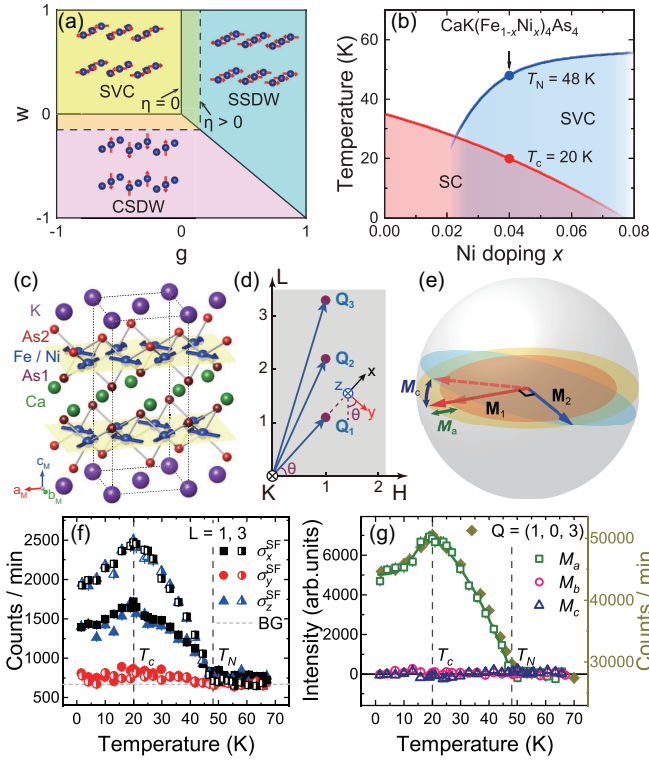 (a)
1
SVC
SSDW
η = 0
η > 0
w
0
CSDW
-1
-1
0
1
g
(b)
CaK(Fe1-xNix)4As4
Temperature (K)
60
40
20
0
TN = 48 K
SVC
Tc = 20 K
SC
0.00
0.02
0.04
0.06
0.08
Ni doping x
(c)
K
As2
Fe / Ni
As1
Ca
cM
aM
bM
(d)
L
3
2
1
Q3
Q2
Q1
x
z
y
θ
θ
K
0
1
2
H
(e)
Mc
Ma
M1
M2
(f)
L = 1, 3
Counts / min
2500
2000
1500
1000
500
σxSF
σySF
σzSF
BG
Tc
TN
0 10 20 30 40 50 60 70
Temperature (K)
(g)
Q = (1, 0, 3)
Intensity (arb.units)
6000
4000
2000
0
Ma
Mb
Mc
Tc
TN
50000
40000
30000
Counts / min
0 10 20 30 40 50 60 70
Temperature (K)